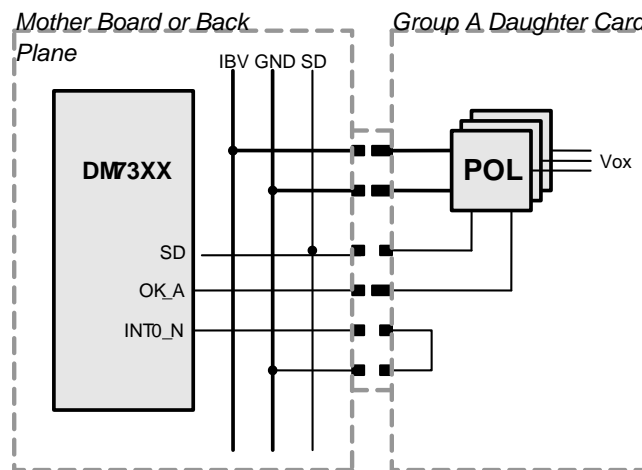 Mother Board or Back
Plane
Group A Daughter Card
IBV GND SD
DM73XX
POL
Vox
SD
OK_A
INT0_N